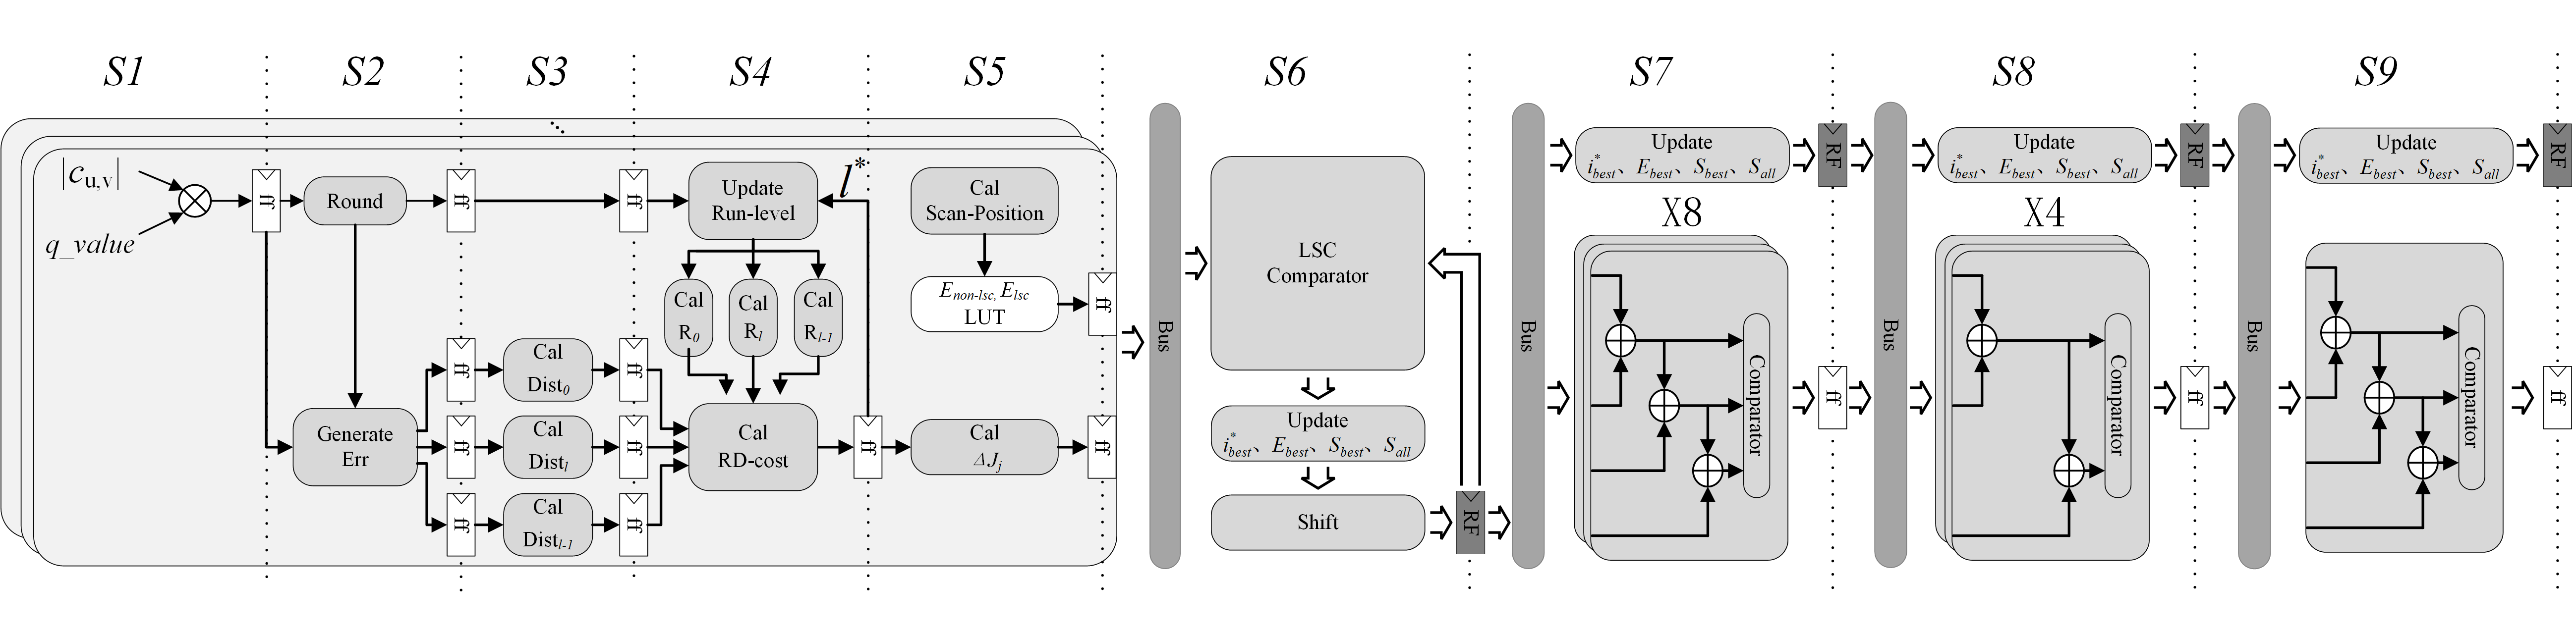 S1
S2
S3
S4
S5
S6
S7
S8
S9
|c_{u,v}|
q_value
ff
Round
Generate
Err
ff
ff
ff
ff
Cal
Dist_0
Cal
Dist_l
Cal
Dist_{l-1}
ff
ff
ff
ff
Update
Run-level
l*
Cal
R_0
Cal
R_l
Cal
R_{l-1}
Cal
RD-cost
ff
Cal
Scan-Position
E_{non-lsc}, E_{lsc}
LUT
Cal
ΔJ_j
ff
ff
Bus
LSC
Comparator
Update
i*_{best}、E_{best}、S_{best}、S_{all}
Shift
RF
Bus
Update
i*_{best}、E_{best}、S_{best}、S_{all}
X8
Comparator
RF
ff
Bus
Update
i*_{best}、E_{best}、S_{best}、S_{all}
X4
Comparator
RF
ff
Bus
Update
i*_{best}、E_{best}、S_{best}、S_{all}
Comparator
RF
ff